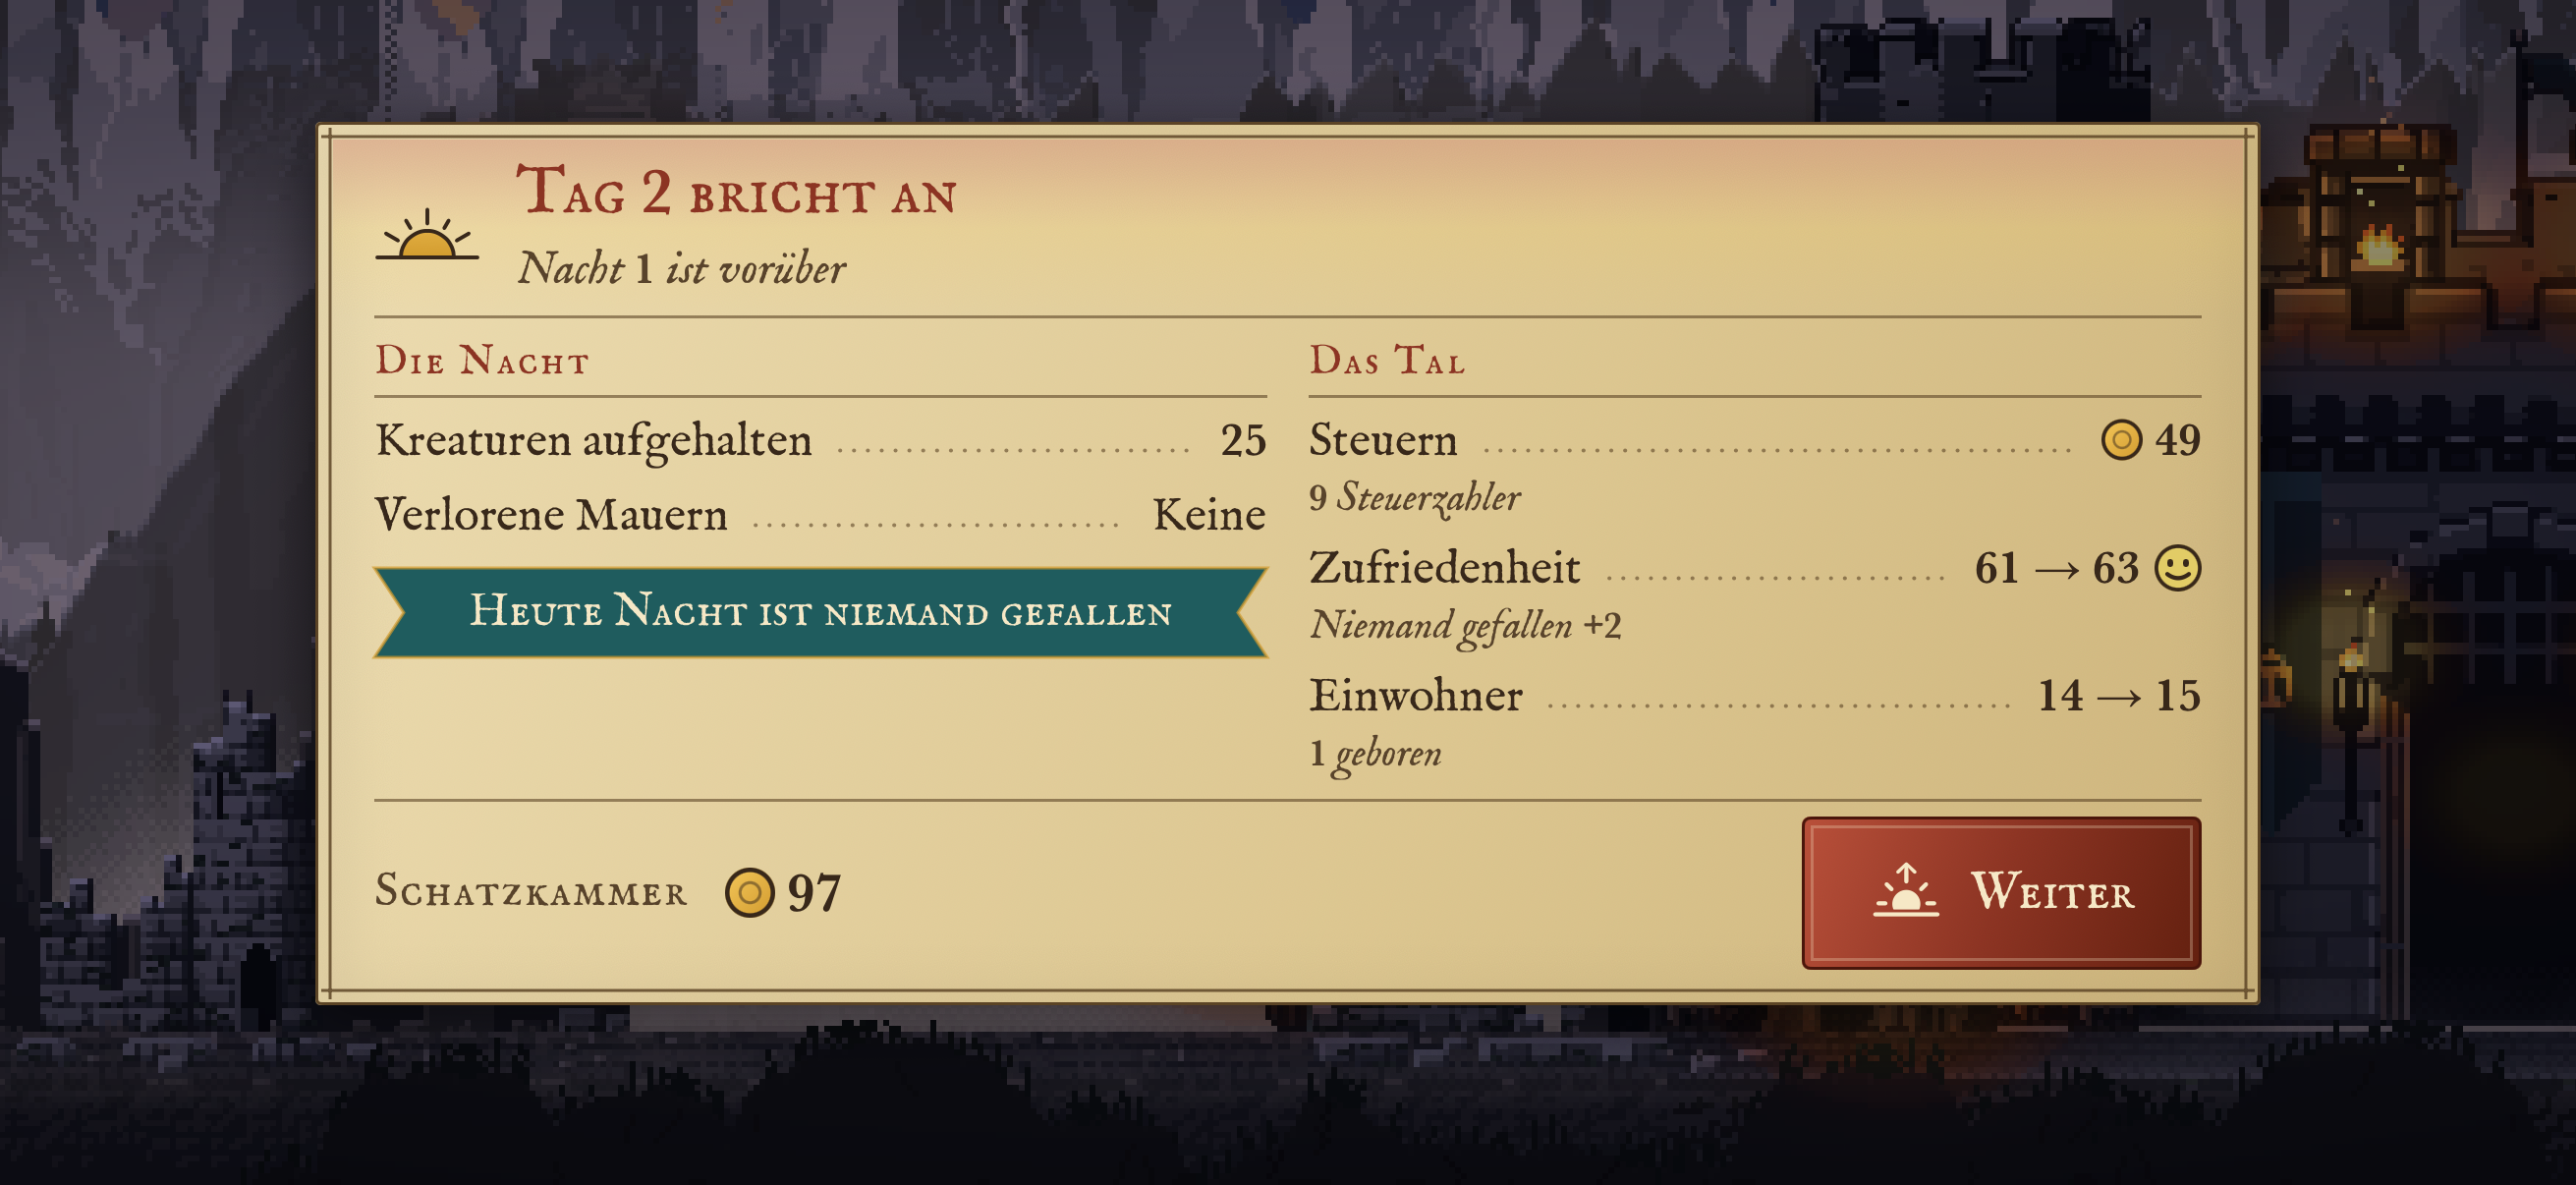 Tag 2 bricht an
Nacht 1 ist vorüber
Die Nacht
Kreaturen aufgehalten 25
Verlorene Mauern Keine
Heute Nacht ist niemand gefallen
Das Tal
Steuern 49
9 Steuerzahler
Zufriedenheit 61 → 63
Niemand gefallen +2
Einwohner 14 → 15
1 geboren
Schatzkammer 97
Weiter